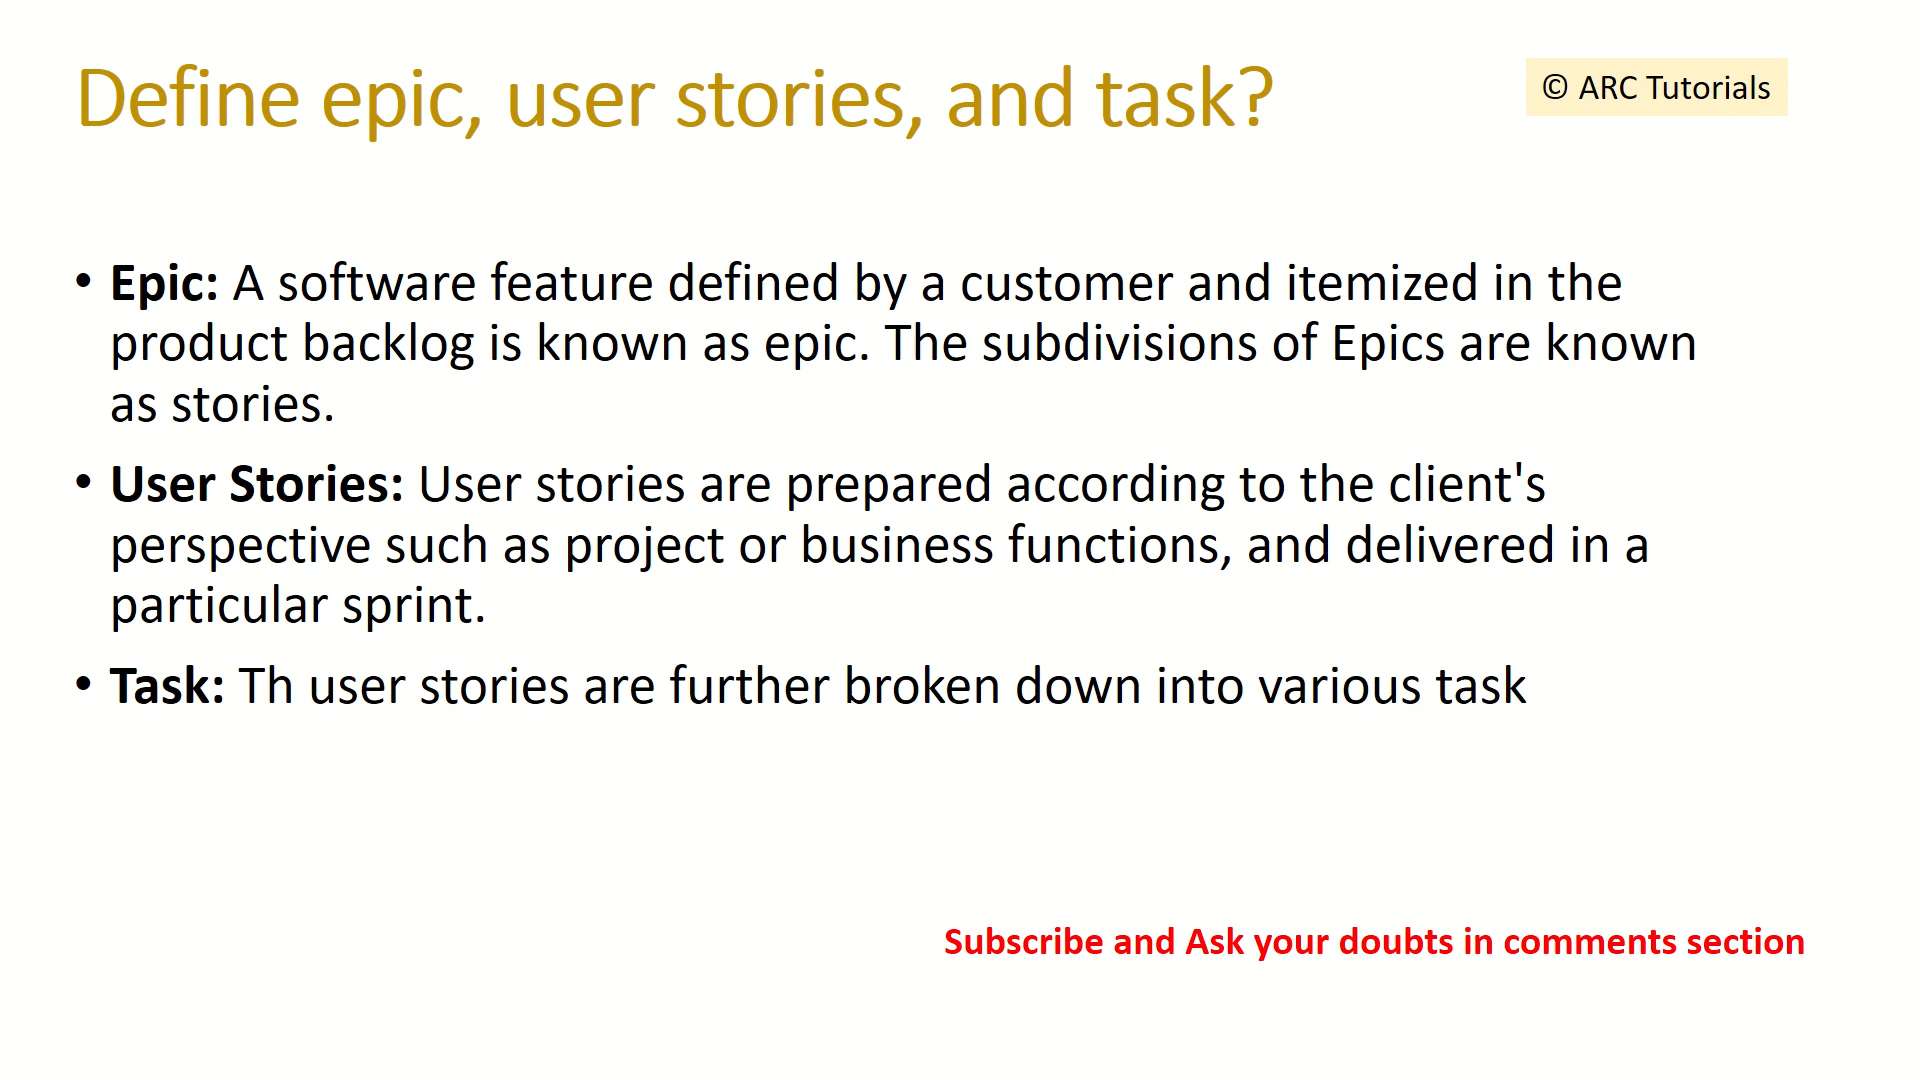 Define epic, user stories, and task?
© ARC Tutorials
• Epic: A software feature defined by a customer and itemized in the
product backlog is known as epic. The subdivisions of Epics are known
as stories.
• User Stories: User stories are prepared according to the client's
perspective such as project or business functions, and delivered in a
particular sprint.
• Task: Th user stories are further broken down into various task
Subscribe and Ask your doubts in comments section